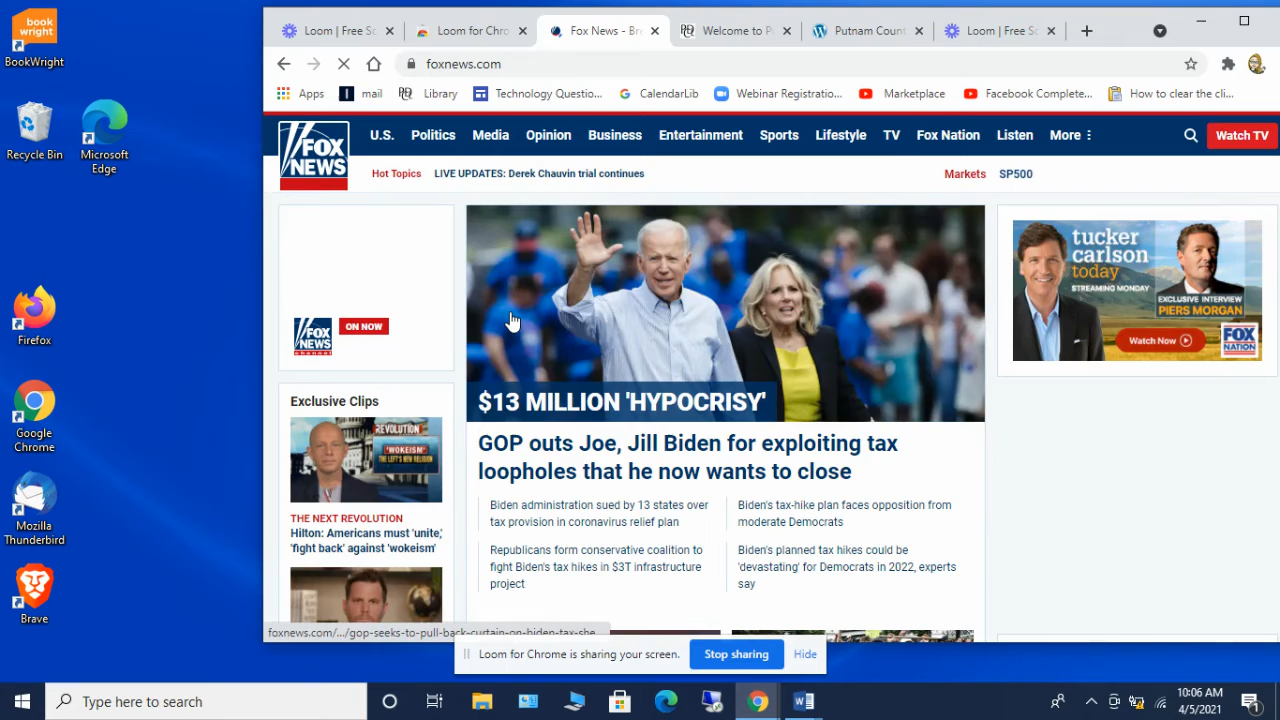 book
wright
BookWright
Recycle Bin
Microsoft
Edge
Firefox
Google
Chrome
Mozilla
Thunderbird
Brave
Loom | Free Sc
Loom for Chro
Fox News - Bre
Welcome to P
Putnam Count
Loom | Free Sc
foxnews.com
Apps
mail
Library
Technology Questio...
CalendarLib
Webinar Registratio...
Marketplace
Facebook Complete...
How to clear the cli...
FOX
NEWS
U.S. Politics Media Opinion Business Entertainment Sports Lifestyle TV Fox Nation Listen More
Watch TV
Hot Topics LIVE UPDATES: Derek Chauvin trial continues
Markets SP500
FOX
NEWS
channel
ON NOW
Exclusive Clips
REVOLUTION
'WOKEISM'
THE LEFT'S NEW RELIGION
THE NEXT REVOLUTION
Hilton: Americans must 'unite,'
'fight back' against 'wokeism'
$13 MILLION 'HYPOCRISY'
GOP outs Joe, Jill Biden for exploiting tax
loopholes that he now wants to close
Biden administration sued by 13 states over
tax provision in coronavirus relief plan
Biden's tax-hike plan faces opposition from
moderate Democrats
Republicans form conservative coalition to
fight Biden's tax hikes in $3T infrastructure
project
Biden's planned tax hikes could be
'devastating' for Democrats in 2022, experts
say
tucker
carlson
today
STREAMING MONDAY
EXCLUSIVE INTERVIEW
PIERS MORGAN
Watch Now
FOX
NATION
foxnews.com/.../gop-seeks-to-pull-back-curtain-on-biden-tax-she...
Loom for Chrome is sharing your screen.
Stop sharing
Hide
Type here to search
10:06 AM
4/5/2021
1